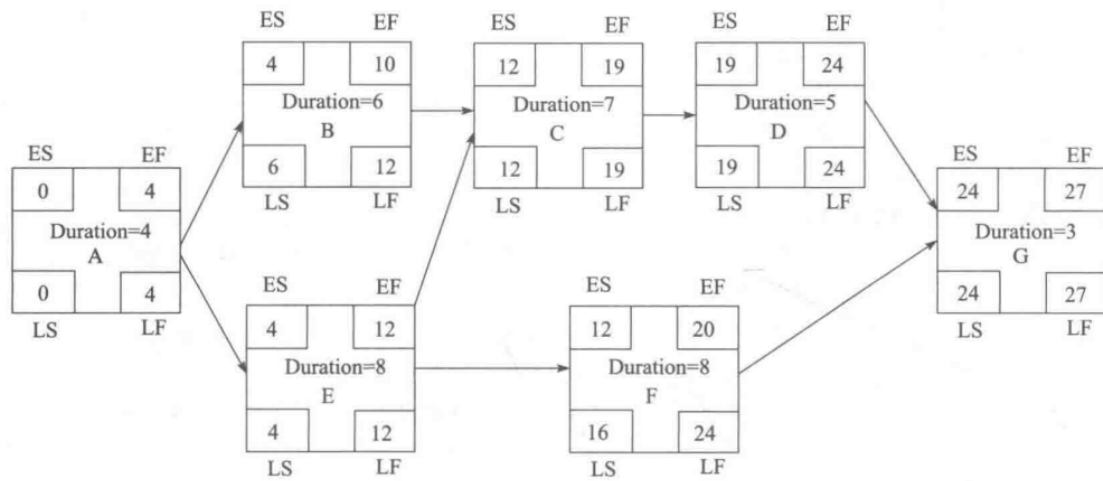 ES EF
4 10
Duration=6
B
6 12
LS LF
ES EF
12 19
Duration=7
C
12 19
LS LF
ES EF
19 24
Duration=5
D
19 24
LS LF
ES EF
0 4
Duration=4
A
0 4
LS LF
ES EF
24 27
Duration=3
G
24 27
LS LF
ES EF
4 12
Duration=8
E
4 12
LS LF
ES EF
12 20
Duration=8
F
16 24
LS LF